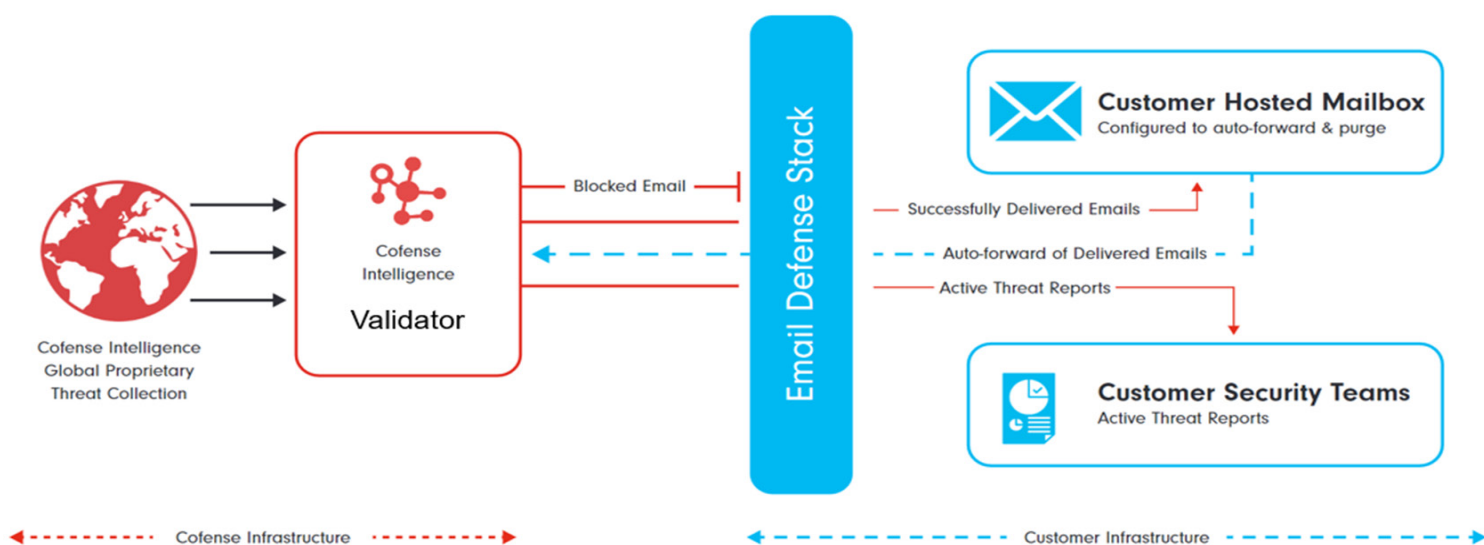 Cofense Intelligence
Global Proprietary
Threat Collection
Cofense
Intelligence
Validator
Blocked Email
Email Defense Stack
Customer Hosted Mailbox
Configured to auto-forward & purge
Successfully Delivered Emails
Auto-forward of Delivered Emails
Active Threat Reports
Customer Security Teams
Active Threat Reports
Cofense Infrastructure
Customer Infrastructure